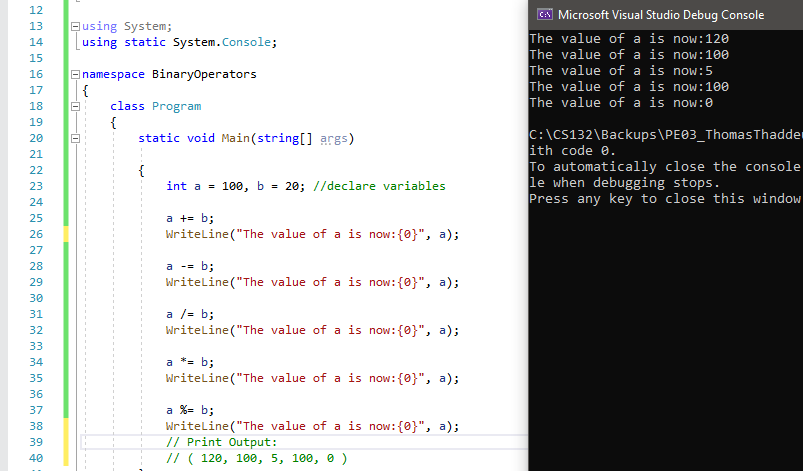 12
13 using System;
14 using static System.Console;
15
16 namespace BinaryOperators
17 {
18 class Program
19 {
20 static void Main(string[] args)
21
22 {
23 int a = 100, b = 20; //declare variables
24
25 a += b;
26 WriteLine("The value of a is now:{0}", a);
27
28 a -= b;
29 WriteLine("The value of a is now:{0}", a);
30
31 a /= b;
32 WriteLine("The value of a is now:{0}", a);
33
34 a *= b;
35 WriteLine("The value of a is now:{0}", a);
36
37 a %= b;
38 WriteLine("The value of a is now:{0}", a);
39 // Print Output:
40 // ( 120, 100, 5, 100, 0 )
Microsoft Visual Studio Debug Console
The value of a is now:120
The value of a is now:100
The value of a is now:5
The value of a is now:100
The value of a is now:0
C:\CS132\Backups\PE03_ThomasThadde
ith code 0.
To automatically close the console
le when debugging stops.
Press any key to close this window